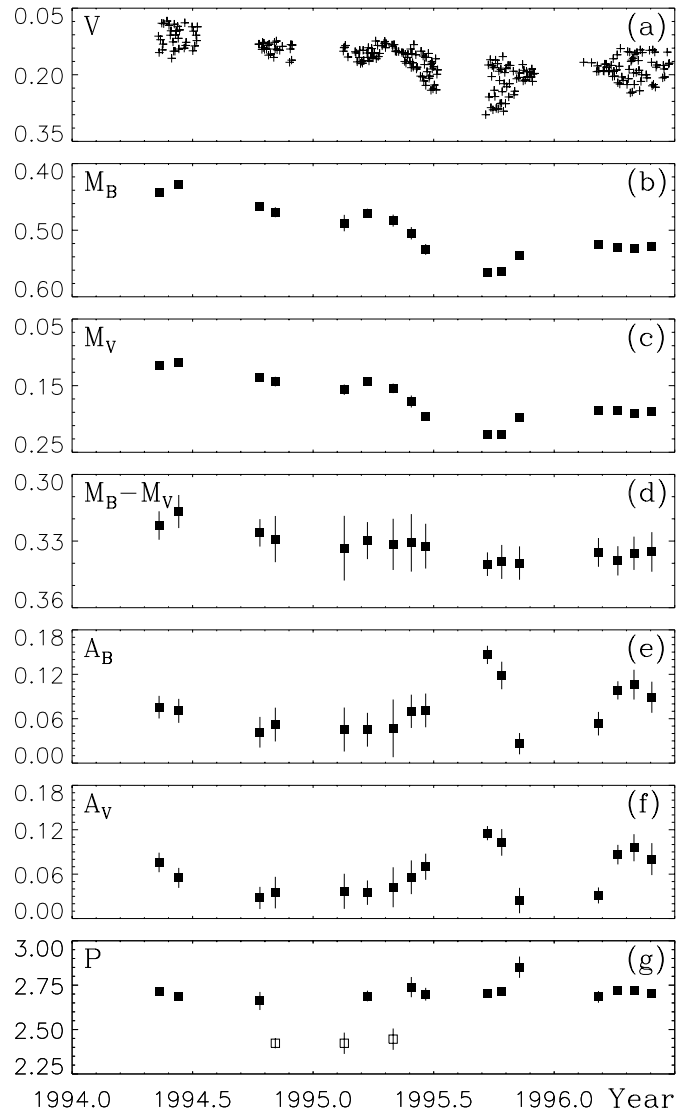 0.05
V
(a)
0.20
0.35
0.40
M_B
(b)
0.50
0.60
0.05
M_V
(c)
0.15
0.25
0.30
M_B−M_V
(d)
0.33
0.36
0.18
A_B
(e)
0.12
0.06
0.00
0.18
A_V
(f)
0.12
0.06
0.00
3.00
P
(g)
2.75
2.50
2.25
1994.0 1994.5 1995.0 1995.5 1996.0 Year